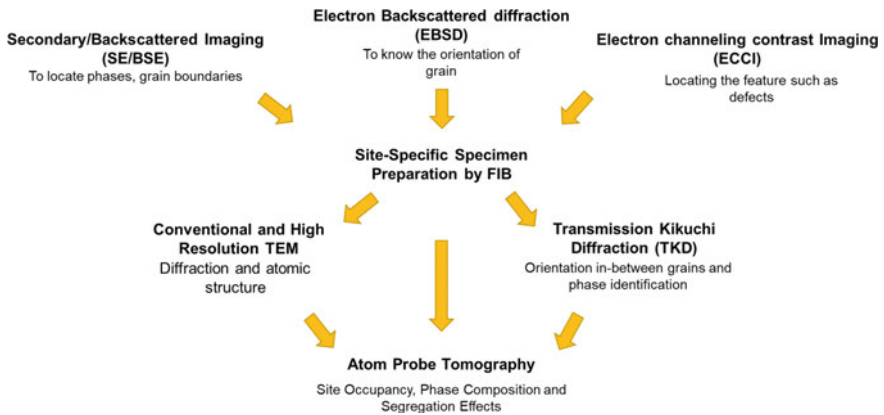 Secondary/Backscattered Imaging
(SE/BSE)
To locate phases, grain boundaries
Electron Backscattered diffraction
(EBSD)
To know the orientation of
grain
Electron channeling contrast Imaging
(ECCI)
Locating the feature such as
defects
Site-Specific Specimen
Preparation by FIB
Conventional and High
Resolution TEM
Diffraction and atomic
structure
Transmission Kikuchi
Diffraction (TKD)
Orientation in-between grains and
phase identification
Atom Probe Tomography
Site Occupancy, Phase Composition and
Segregation Effects